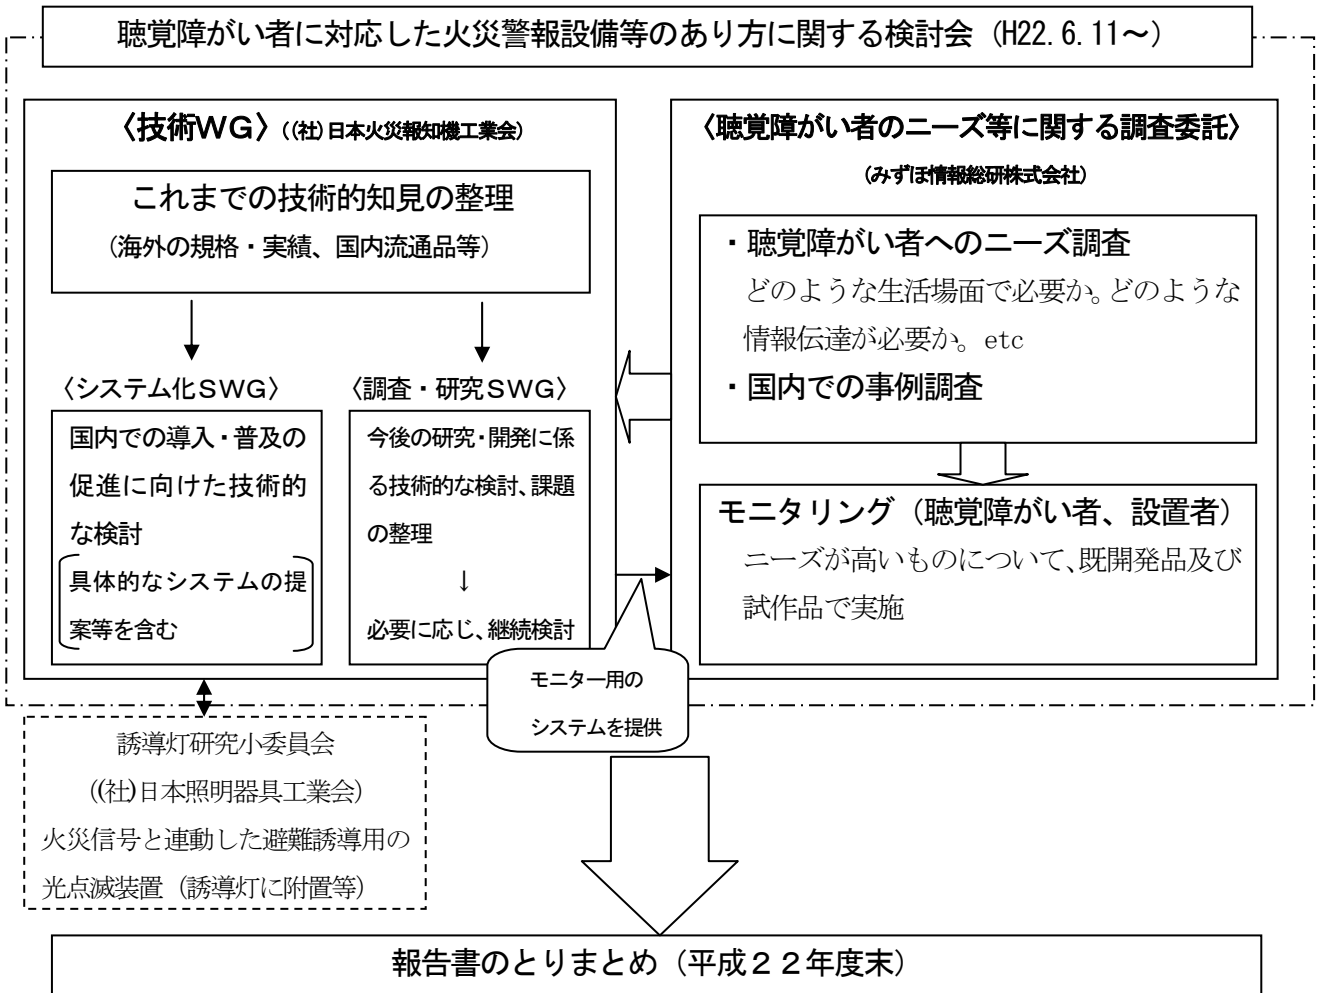 聴覚障がい者に対応した火災警報設備等のあり方に関する検討会（H22.6.11～）
〈技術ＷＧ〉((社)日本火災報知機工業会)
これまでの技術的知見の整理
（海外の規格・実績、国内流通品等）
〈システム化ＳＷＧ〉
国内での導入・普及の
促進に向けた技術的
な検討
具体的なシステムの提
案等を含む
〈調査・研究ＳＷＧ〉
今後の研究・開発に係
る技術的な検討、課題
の整理
↓
必要に応じ、継続検討
〈聴覚障がい者のニーズ等に関する調査委託〉
(みずほ情報総研株式会社)
・聴覚障がい者へのニーズ調査
どのような生活場面で必要か。どのような
情報伝達が必要か。etc
・国内での事例調査
モニタリング（聴覚障がい者、設置者）
ニーズが高いものについて、既開発品及び
試作品で実施
モニター用の
システムを提供
誘導灯研究小委員会
((社)日本照明器具工業会)
火災信号と連動した避難誘導用の
光点滅装置（誘導灯に附置等）
報告書のとりまとめ（平成２２年度末）